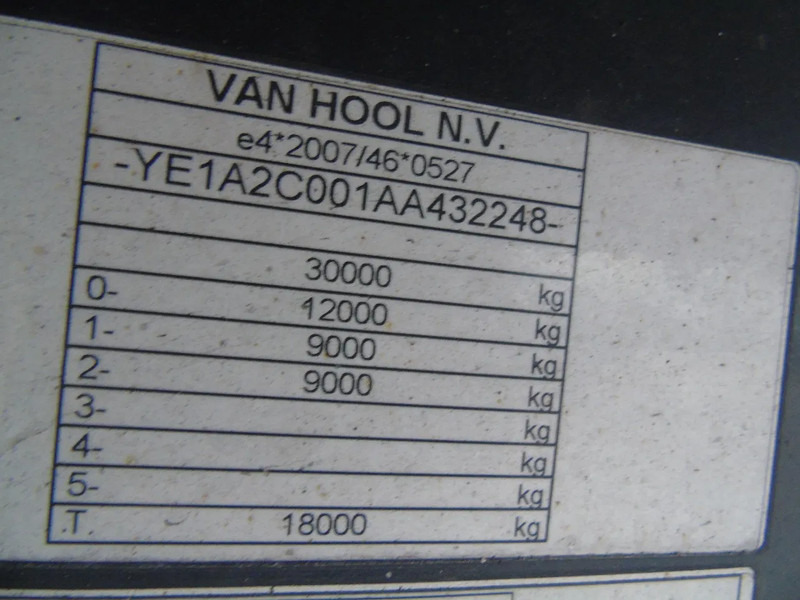 VAN HOOL N.V.
e4*2007/46*0527
-YE1A2C001AA432248-
30000 kg
0- 12000 kg
1- 9000 kg
2- 9000 kg
3- kg
4- kg
5- kg
T. 18000 kg